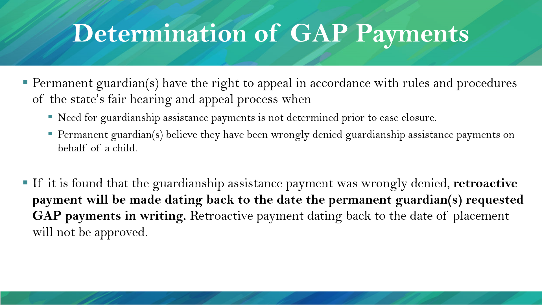 Determination of GAP Payments
▪ Permanent guardian(s) have the right to appeal in accordance with rules and procedures
of the state's fair hearing and appeal process when
▪ Need for guardianship assistance payments is not determined prior to case closure.
▪ Permanent guardian(s) believe they have been wrongly denied guardianship assistance payments on
behalf of a child.
▪ If it is found that the guardianship assistance payment was wrongly denied, retroactive
payment will be made dating back to the date the permanent guardian(s) requested
GAP payments in writing. Retroactive payment dating back to the date of placement
will not be approved.